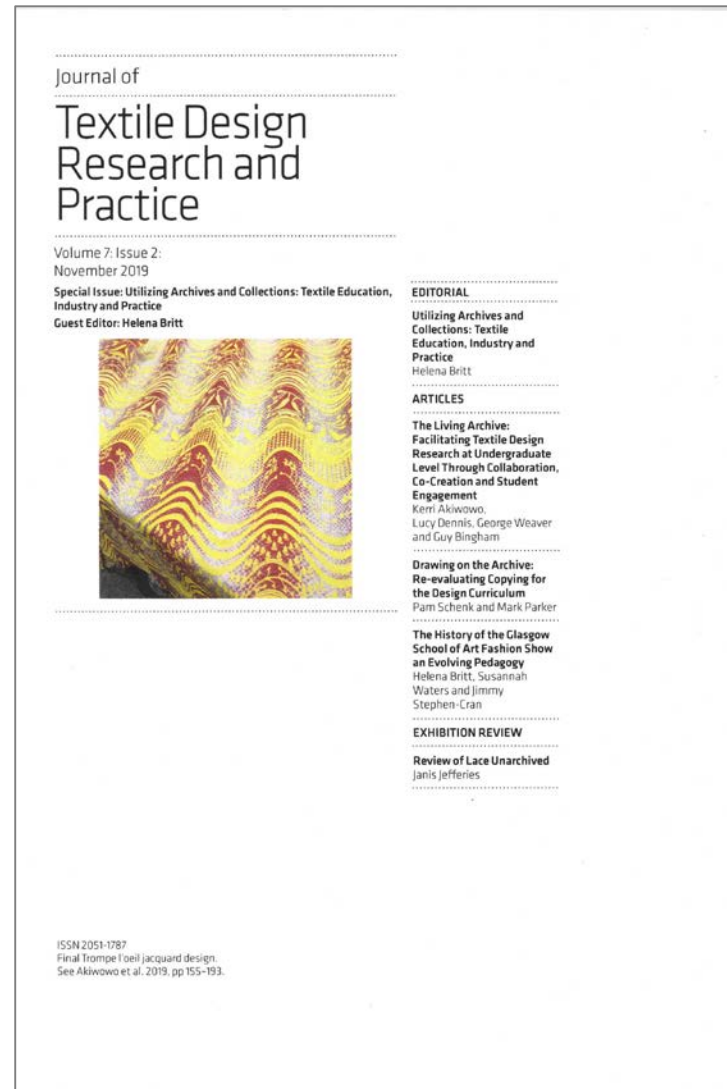 Journal of
Textile Design
Research and
Practice
Volume 7: Issue 2:
November 2019
Special Issue: Utilizing Archives and Collections: Textile Education,
Industry and Practice
Guest Editor: Helena Britt
EDITORIAL
Utilizing Archives and
Collections: Textile
Education, Industry and
Practice
Helena Britt
ARTICLES
The Living Archive:
Facilitating Textile Design
Research at Undergraduate
Level Through Collaboration,
Co-Creation and Student
Engagement
Kerri Akiwowo,
Lucy Dennis, George Weaver
and Guy Bingham
Drawing on the Archive:
Re-evaluating Copying for
the Design Curriculum
Pam Schenk and Mark Parker
The History of the Glasgow
School of Art Fashion Show
an Evolving Pedagogy
Helena Britt, Susannah
Waters and Jimmy
Stephen-Cran
EXHIBITION REVIEW
Review of Lace Unarchived
Janis Jefferies
ISSN 2051-1787
Final Trompe l'oeil jacquard design.
See Akiwowo et al. 2019, pp 155–193.